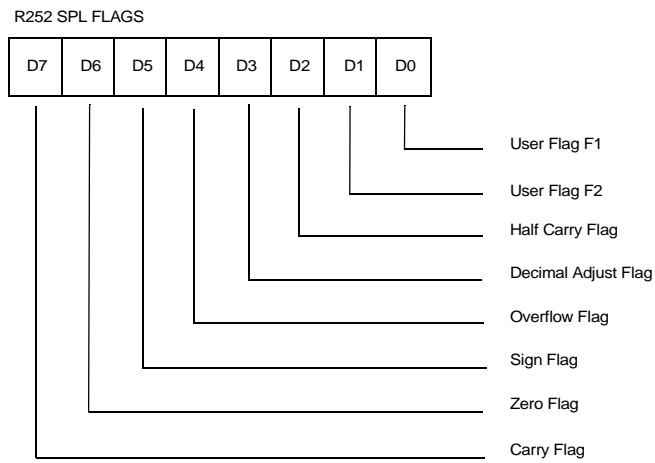 R252 SPL FLAGS
D7 D6 D5 D4 D3 D2 D1 D0
User Flag F1
User Flag F2
Half Carry Flag
Decimal Adjust Flag
Overflow Flag
Sign Flag
Zero Flag
Carry Flag